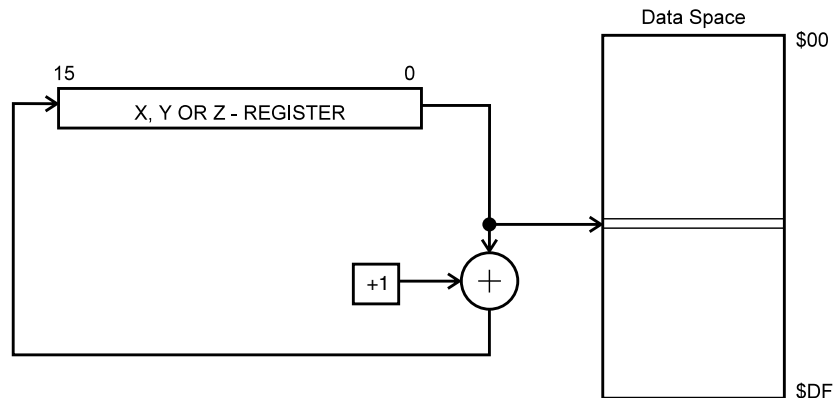 Data Space
$00
15
0
X, Y OR Z - REGISTER
+1
+
$DF